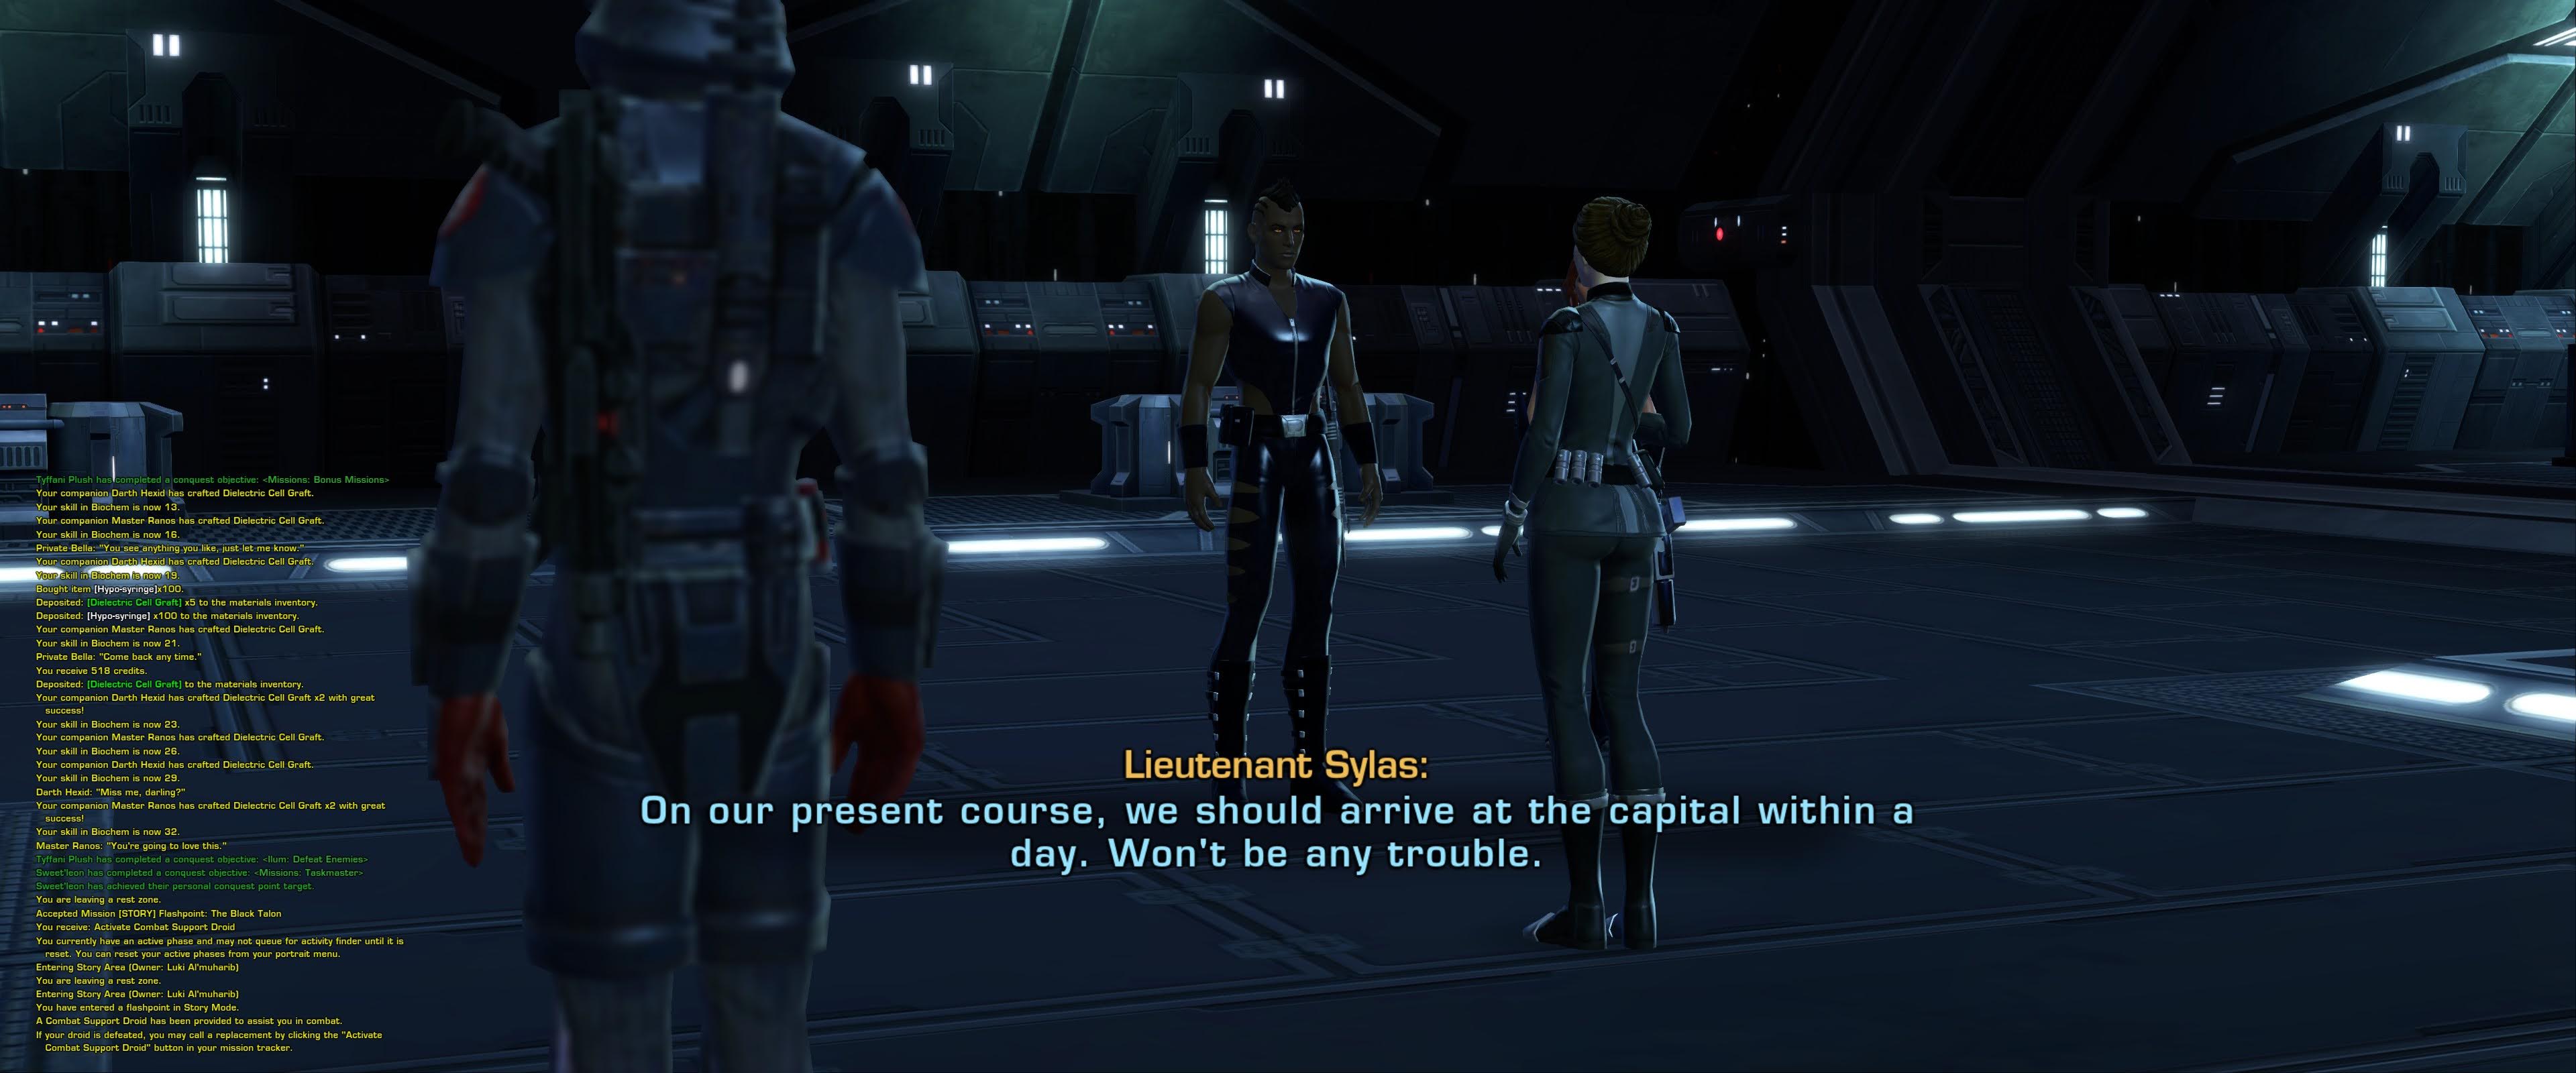 Tyffani Plush has completed a conquest objective: <Missions: Bonus Missions>
Your companion Darth Hexid has crafted Dielectric Cell Graft.
Your skill in Biochem is now 13.
Your companion Master Ranos has crafted Dielectric Cell Graft.
Your skill in Biochem is now 16.
Private Bella: "You see anything you like, just let me know."
Your companion Darth Hexid has crafted Dielectric Cell Graft.
Your skill in Biochem is now 19.
Bought item [Hypo-syringe]x100.
Deposited: [Dielectric Cell Graft] x5 to the materials inventory.
Deposited: [Hypo-syringe] x100 to the materials inventory.
Your companion Master Ranos has crafted Dielectric Cell Graft.
Your skill in Biochem is now 21.
Private Bella: "Come back any time."
You receive 518 credits.
Deposited: [Dielectric Cell Graft] to the materials inventory.
Your companion Darth Hexid has crafted Dielectric Cell Graft x2 with great
success!
Your skill in Biochem is now 23.
Your companion Master Ranos has crafted Dielectric Cell Graft.
Your skill in Biochem is now 26.
Your companion Darth Hexid has crafted Dielectric Cell Graft.
Your skill in Biochem is now 29.
Darth Hexid: "Miss me, darling?"
Your companion Master Ranos has crafted Dielectric Cell Graft x2 with great
success!
Your skill in Biochem is now 32.
Master Ranos: "You're going to love this."
Tyffani Plush has completed a conquest objective: <Ilum: Defeat Enemies>
Sweet'leon has completed a conquest objective: <Missions: Taskmaster>
Sweet'leon has achieved their personal conquest point target.
You are leaving a rest zone.
Accepted Mission [STORY] Flashpoint: The Black Talon
You receive: Activate Combat Support Droid
You currently have an active phase and may not queue for activity finder until it is
reset. You can reset your active phases from your portrait menu.
Entering Story Area (Owner: Luki Al'muharib)
You are leaving a rest zone.
Entering Story Area (Owner: Luki Al'muharib)
You have entered a flashpoint in Story Mode.
A Combat Support Droid has been provided to assist you in combat.
If your droid is defeated, you may call a replacement by clicking the "Activate
Combat Support Droid" button in your mission tracker.
Lieutenant Sylas:
On our present course, we should arrive at the capital within a
day. Won't be any trouble.